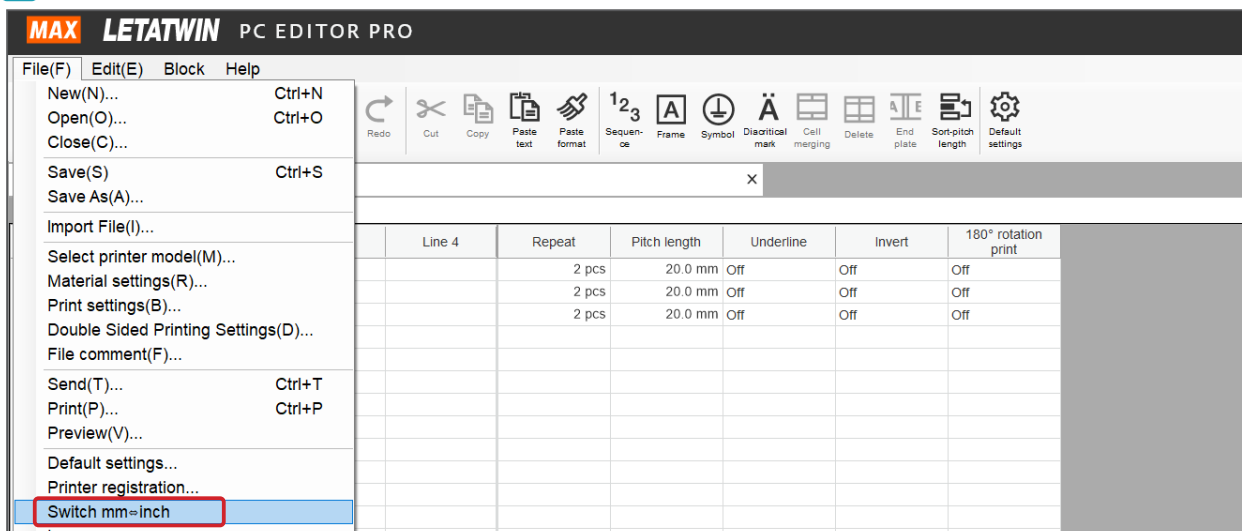 MAX LETATWIN PC EDITOR PRO
File(F) Edit(E) Block Help
New(N)... Ctrl+N
Open(O)... Ctrl+O
Close(C)...
Save(S) Ctrl+S
Save As(A)...
Import File(I)...
Select printer model(M)...
Material settings(R)...
Print settings(B)...
Double Sided Printing Settings(D)...
File comment(F)...
Send(T)... Ctrl+T
Print(P)... Ctrl+P
Preview(V)...
Default settings...
Printer registration...
Switch mm⇔inch
Redo
Cut
Copy
Paste
text
Paste
format
Sequen-
ce
Frame
Symbol
Diacritical
mark
Cell
merging
Delete
End
plate
Sort-pitch
length
Default
settings
Line 4 Repeat Pitch length Underline Invert 180° rotation
print
2 pcs 20.0 mm Off Off Off
2 pcs 20.0 mm Off Off Off
2 pcs 20.0 mm Off Off Off